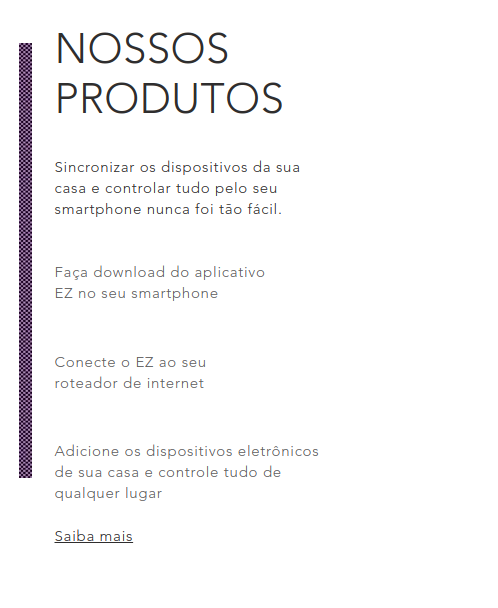 NOSSOS
PRODUTOS
Sincronizar os dispositivos da sua
casa e controlar tudo pelo seu
smartphone nunca foi tão fácil.
Faça download do aplicativo
EZ no seu smartphone
Conecte o EZ ao seu
roteador de internet
Adicione os dispositivos eletrônicos
de sua casa e controle tudo de
qualquer lugar
Saiba mais